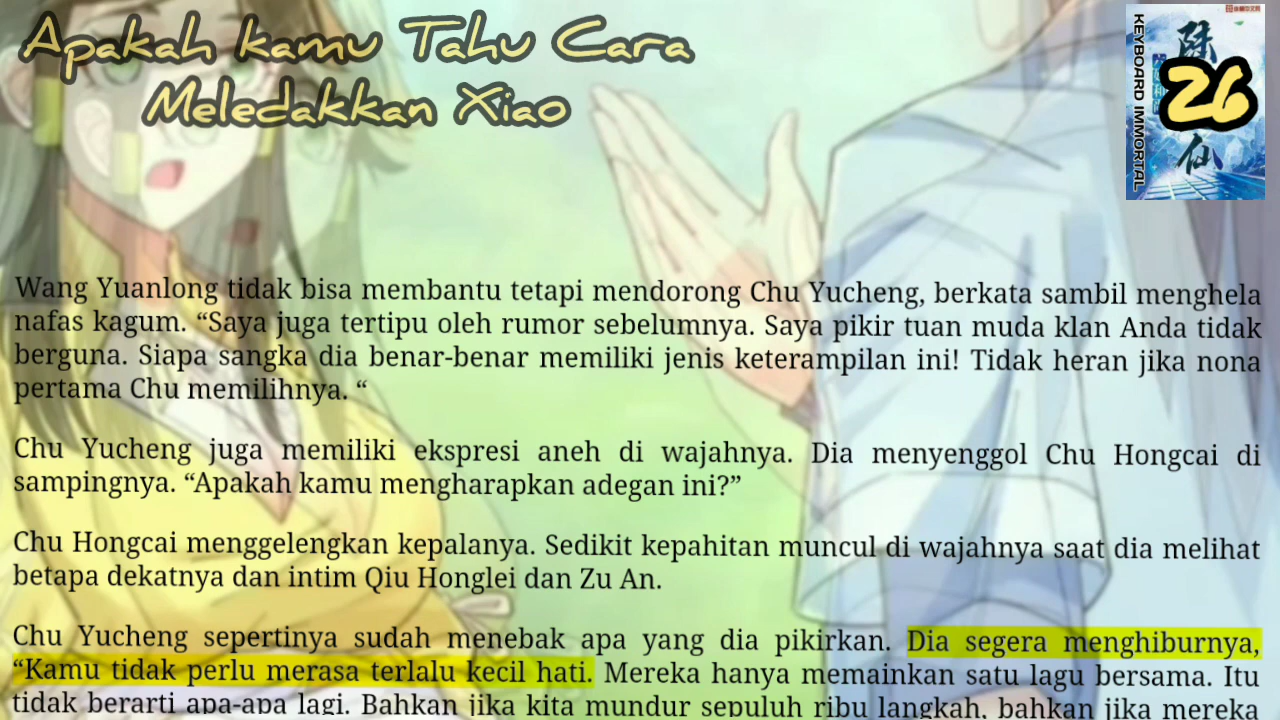 Apakah kamu Tahu Cara
Meledakkan Xiao
陸
仙
KEYBOARD IMMORTAL
26
Wang Yuanlong tidak bisa membantu tetapi mendorong Chu Yucheng, berkata sambil menghela
nafas kagum. “Saya juga tertipu oleh rumor sebelumnya. Saya pikir tuan muda klan Anda tidak
berguna. Siapa sangka dia benar-benar memiliki jenis keterampilan ini! Tidak heran jika nona
pertama Chu memilihnya. “
Chu Yucheng juga memiliki ekspresi aneh di wajahnya. Dia menyenggol Chu Hongcai di
sampingnya. “Apakah kamu mengharapkan adegan ini?”
Chu Hongcai menggelengkan kepalanya. Sedikit kepahitan muncul di wajahnya saat dia melihat
betapa dekatnya dan intim Qiu Honglei dan Zu An.
Chu Yucheng sepertinya sudah menebak apa yang dia pikirkan. Dia segera menghiburnya,
“Kamu tidak perlu merasa terlalu kecil hati. Mereka hanya memainkan satu lagu bersama. Itu
tidak berarti apa-apa lagi. Bahkan jika kita mundur sepuluh ribu langkah, bahkan jika mereka